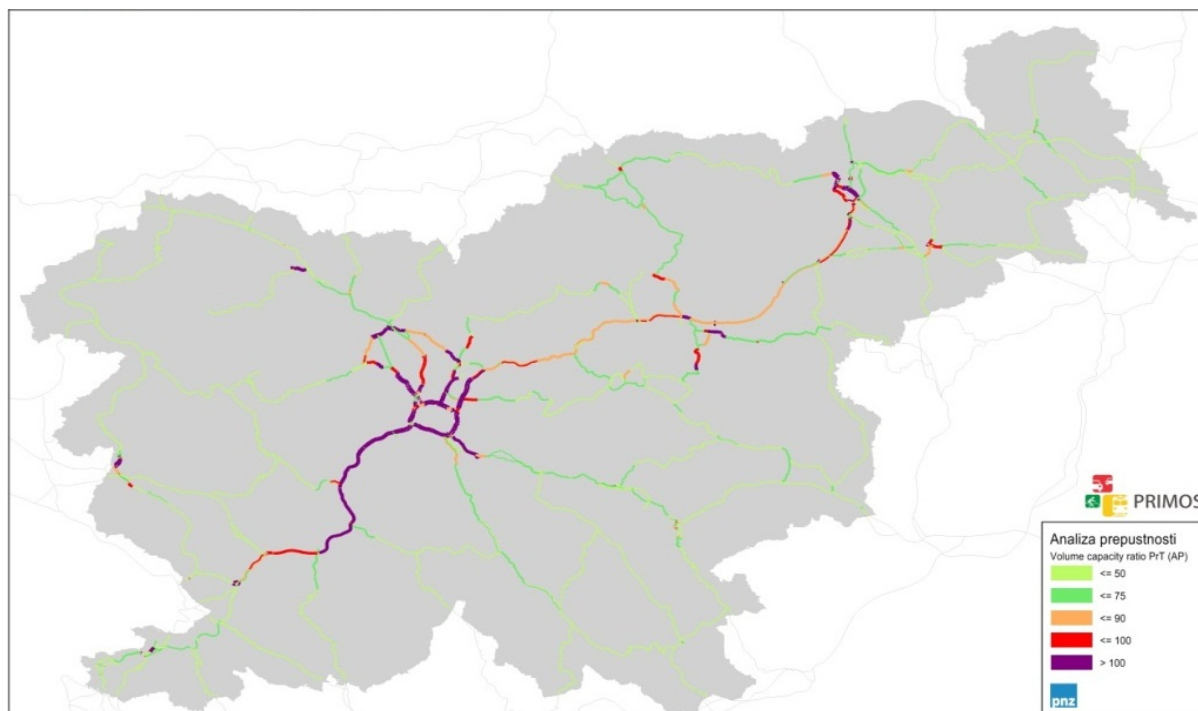 PRIMOS
Analiza prepustnosti
Volume capacity ratio PrT (AP)
<= 50
<= 75
<= 90
<= 100
> 100
pnz